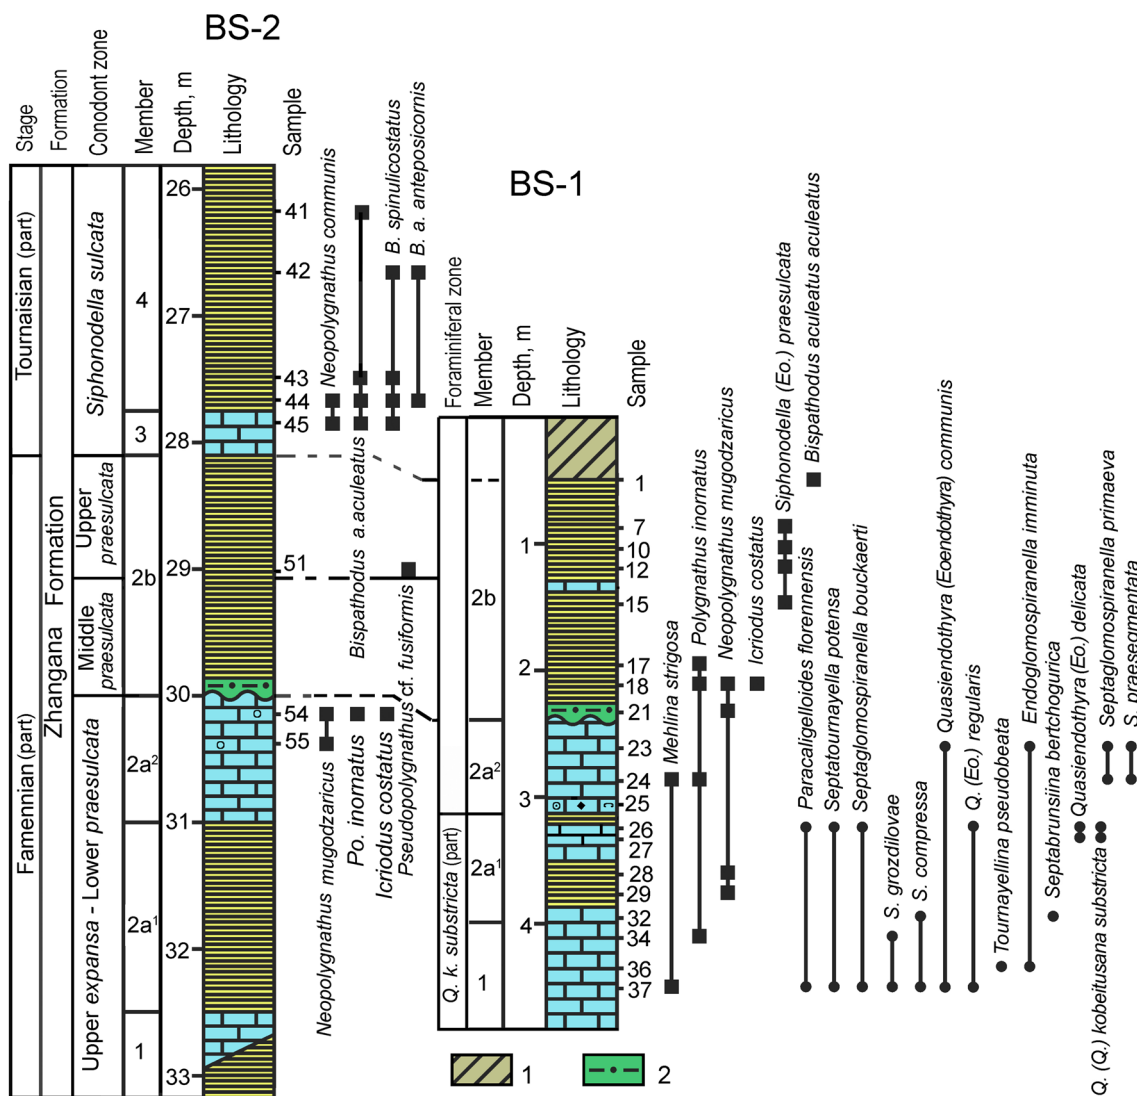 BS-2
Stage
Formation
Conodont zone
Member
Depth, m
Lithology
Sample
Tournaisian (part)
Famennian (part)
Zhangana Formation
Siphonodella sulcata
Upper
praesulcata
Middle
praesulcata
Upper expansa - Lower praesulcata
4
3
2b
2a²
2a¹
1
26
27
28
29
30
31
32
33
41
42
43
44
45
51
54
55
Neopolygnathus communis
Bispathodus a.aculeatus
B. spinulicostatus
B. a. anteposicornis
Neopolygnathus mugodzaricus
Po. inornatus
Icriodus costatus
Pseudopolygnathus cf. fusiformis
BS-1
Foraminiferal zone
Member
Depth, m
Lithology
Sample
Q. k. substricta (part)
2b
2a²
2a¹
1
1
2
3
4
1
7
10
12
15
17
18
21
23
24
25
26
27
28
29
32
34
36
37
Mehlina strigosa
Polygnathus inornatus
Neopolygnathus mugodzaricus
Icriodus costatus
Siphonodella (Eo.) praesulcata
Bispathodus aculeatus aculeatus
Paracaligelloides florennensis
Septatournayella potensa
Septaglomospiranella bouckaerti
S. grozdilovae
S. compressa
Quasiendothyra (Eoendothyra) communis
Q. (Eo.) regularis
Tournayellina pseudobeata
Endoglomospiranella imminuta
Septabrunsiina bertchogurica
Quasiendothyra (Eo.) delicata
Q. (Q.) kobeitusana substricta
Septaglomospiranella primaeva
S. praesegmentata
1
2